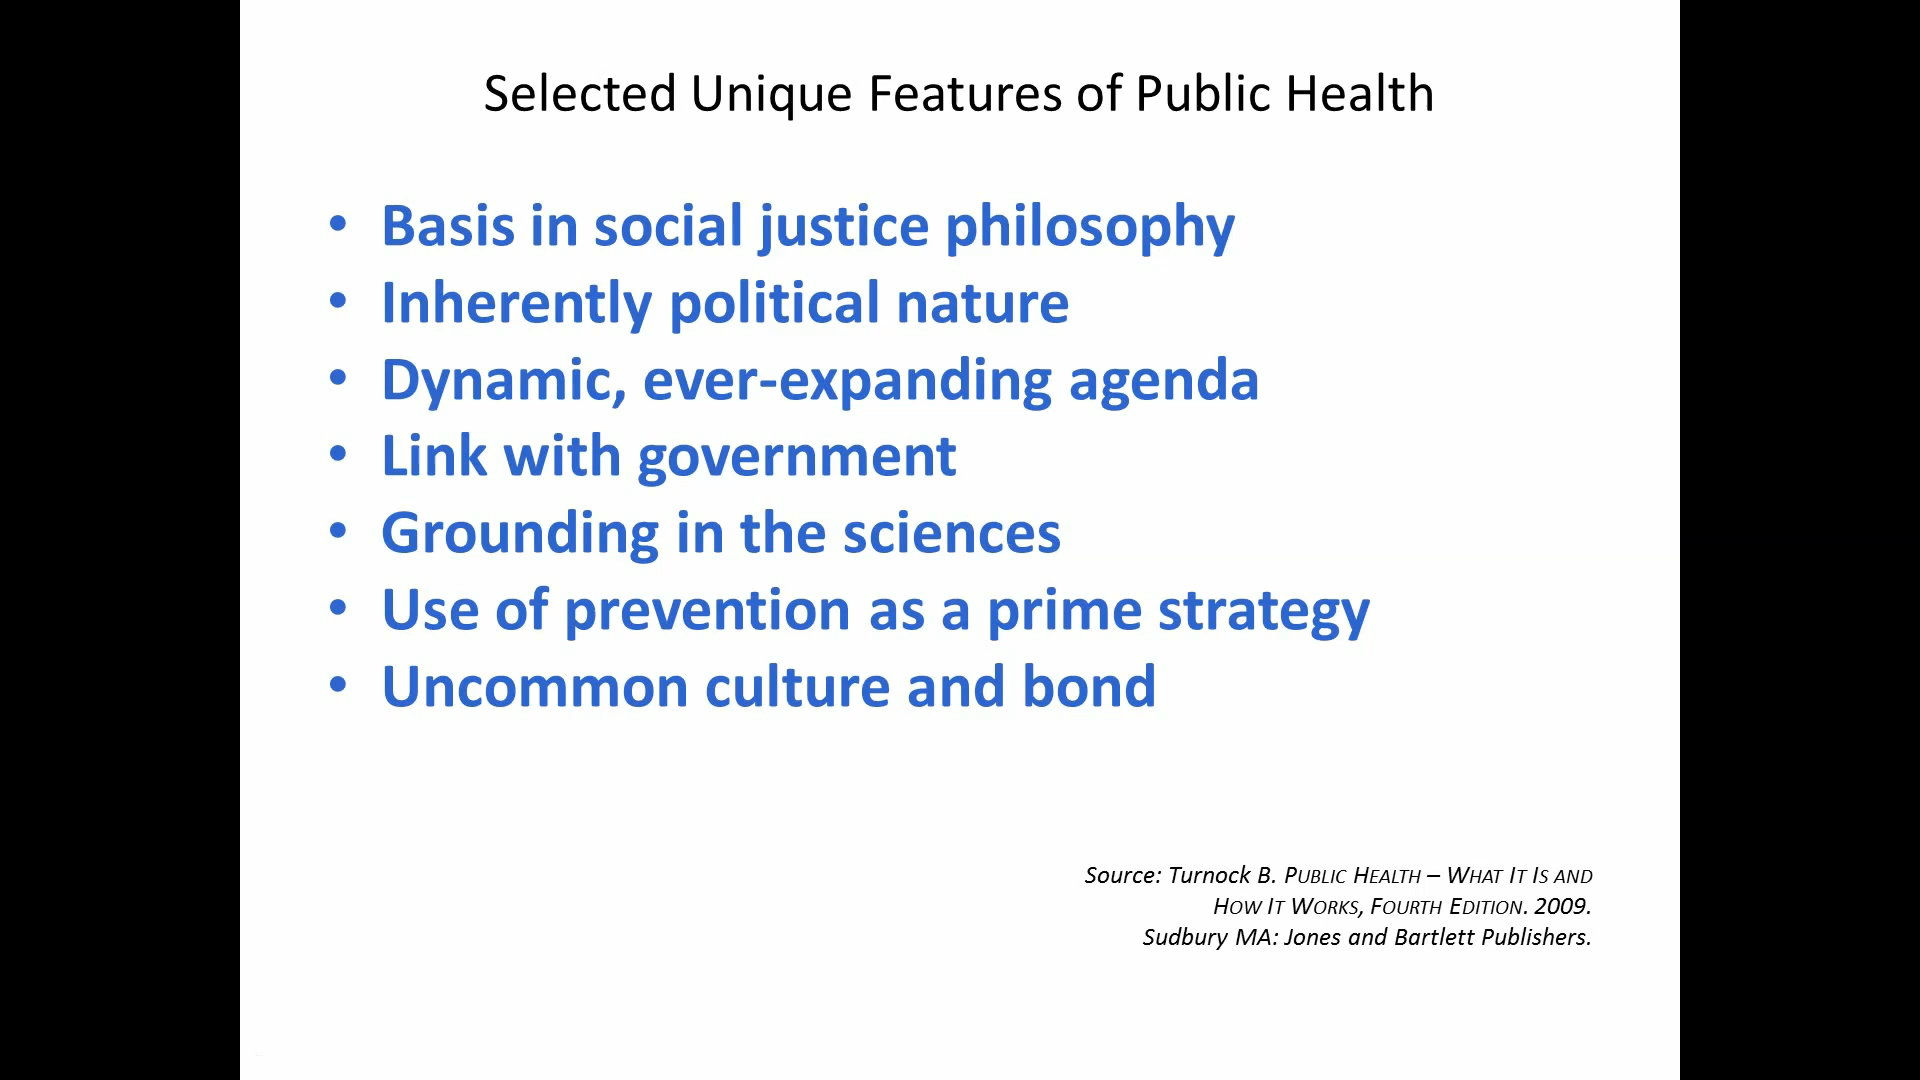 Selected Unique Features of Public Health
• Basis in social justice philosophy
• Inherently political nature
• Dynamic, ever-expanding agenda
• Link with government
• Grounding in the sciences
• Use of prevention as a prime strategy
• Uncommon culture and bond
Source: Turnock B. PUBLIC HEALTH – WHAT IT IS AND
HOW IT WORKS, FOURTH EDITION. 2009.
Sudbury MA: Jones and Bartlett Publishers.